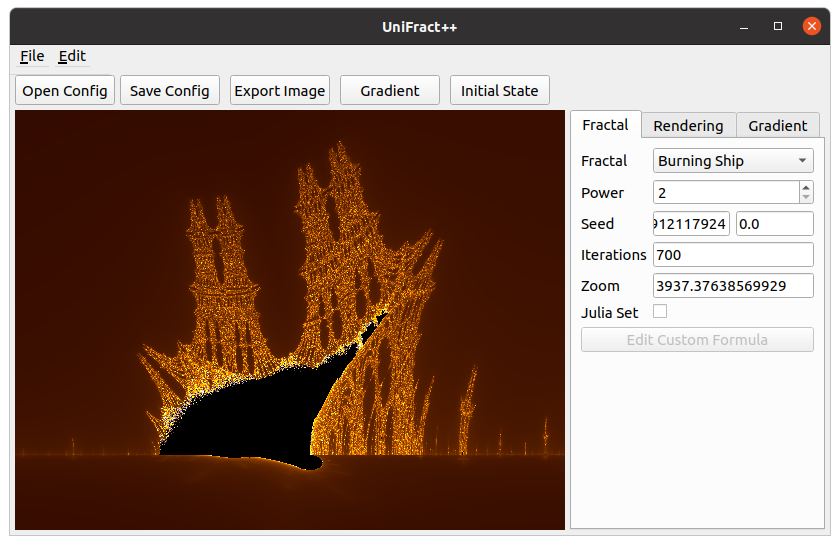 UniFract++
File Edit
Open Config Save Config Export Image Gradient Initial State
Fractal Rendering Gradient
Fractal Burning Ship
Power 2
Seed 912117924 0.0
Iterations 700
Zoom 3937.37638569929
Julia Set
Edit Custom Formula